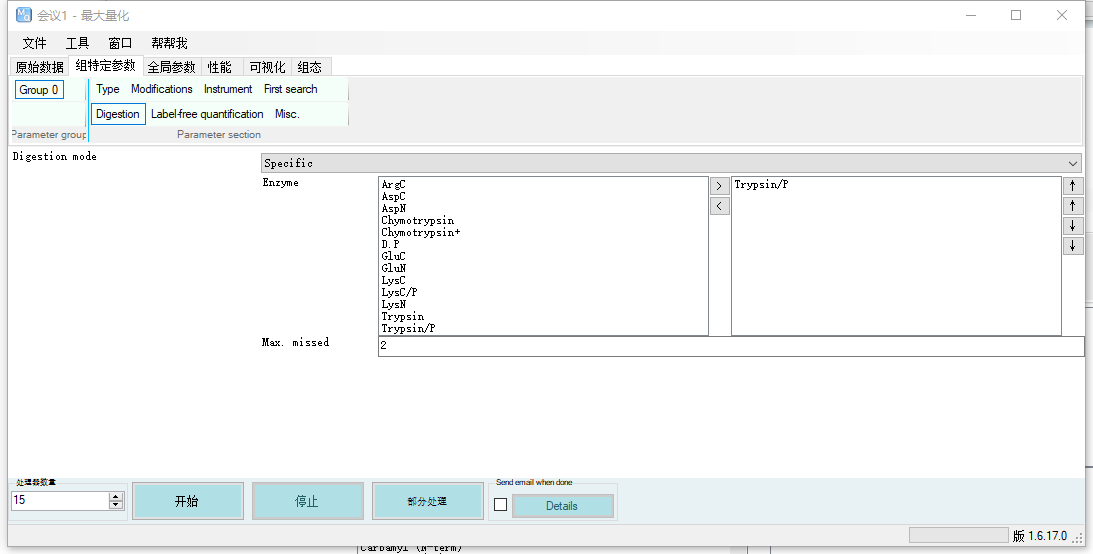 会议1 - 最大量化
文件 工具 窗口 帮帮我
原始数据 组特定参数 全局参数 性能 可视化 组态
Group 0 Type Modifications Instrument First search
Digestion Label-free quantification Misc.
Parameter group Parameter section
Digestion mode Specific
Enzyme
ArgC
AspC
AspN
Chymotrypsin
Chymotrypsin+
D.P
GluC
GluN
LysC
LysC/P
LysN
Trypsin
Trypsin/P
>
<
Trypsin/P
↑
↑
↓
↓
Max. missed 2
处理器数量 Send email when done
15 开始 停止 部分处理 Details
版 1.6.17.0
Carbamyl (N-term)